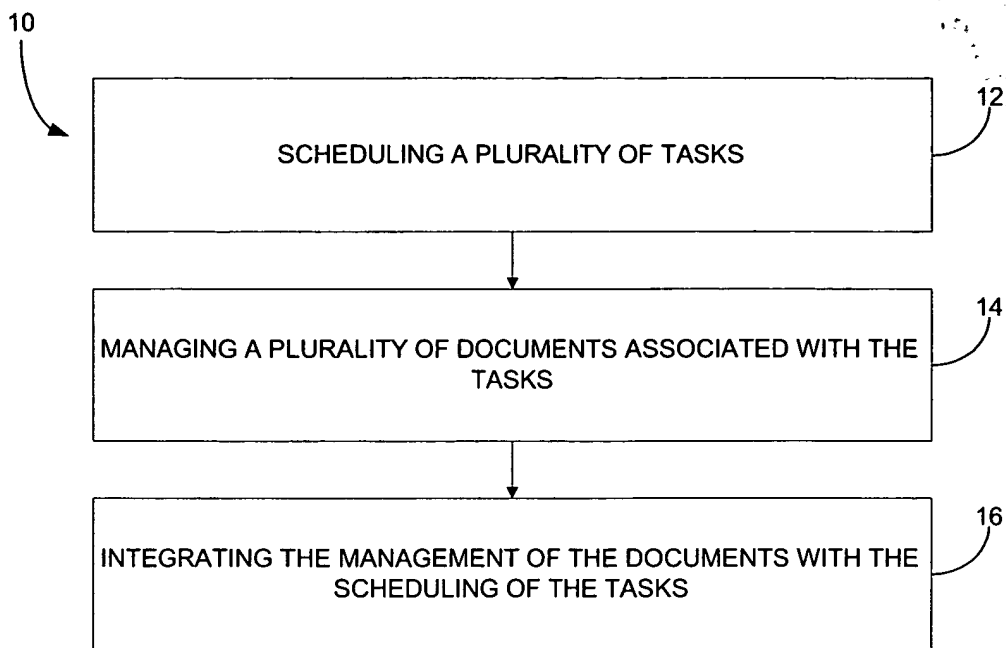 10
12
SCHEDULING A PLURALITY OF TASKS
14
MANAGING A PLURALITY OF DOCUMENTS ASSOCIATED WITH THE
TASKS
16
INTEGRATING THE MANAGEMENT OF THE DOCUMENTS WITH THE
SCHEDULING OF THE TASKS